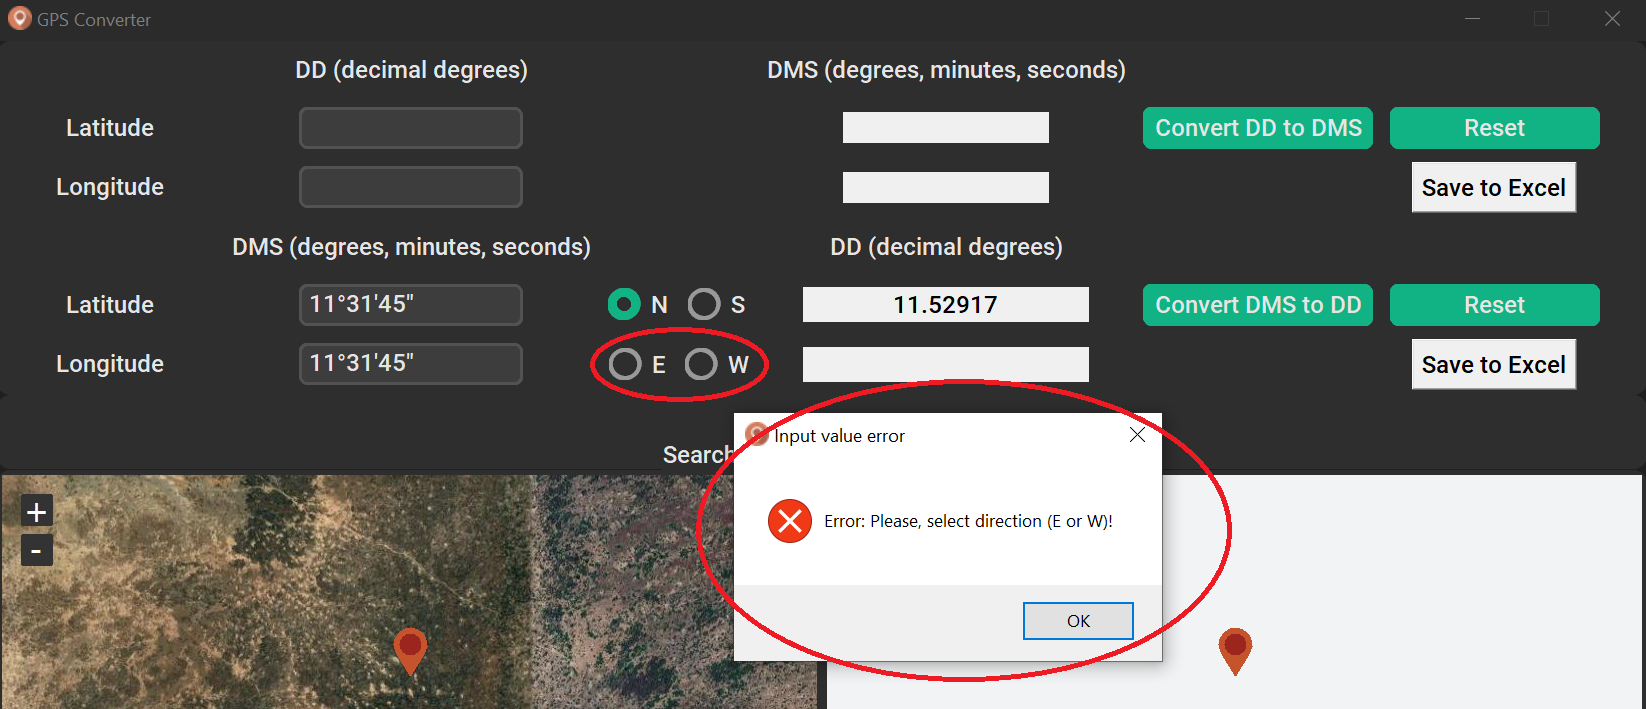 GPS Converter
DD (decimal degrees)
DMS (degrees, minutes, seconds)
Latitude
Convert DD to DMS
Reset
Longitude
Save to Excel
DMS (degrees, minutes, seconds)
DD (decimal degrees)
Latitude
11°31'45"
N
S
11.52917
Convert DMS to DD
Reset
Longitude
11°31'45"
E
W
Save to Excel
Input value error
Search
Error: Please, select direction (E or W)!
OK
+
-